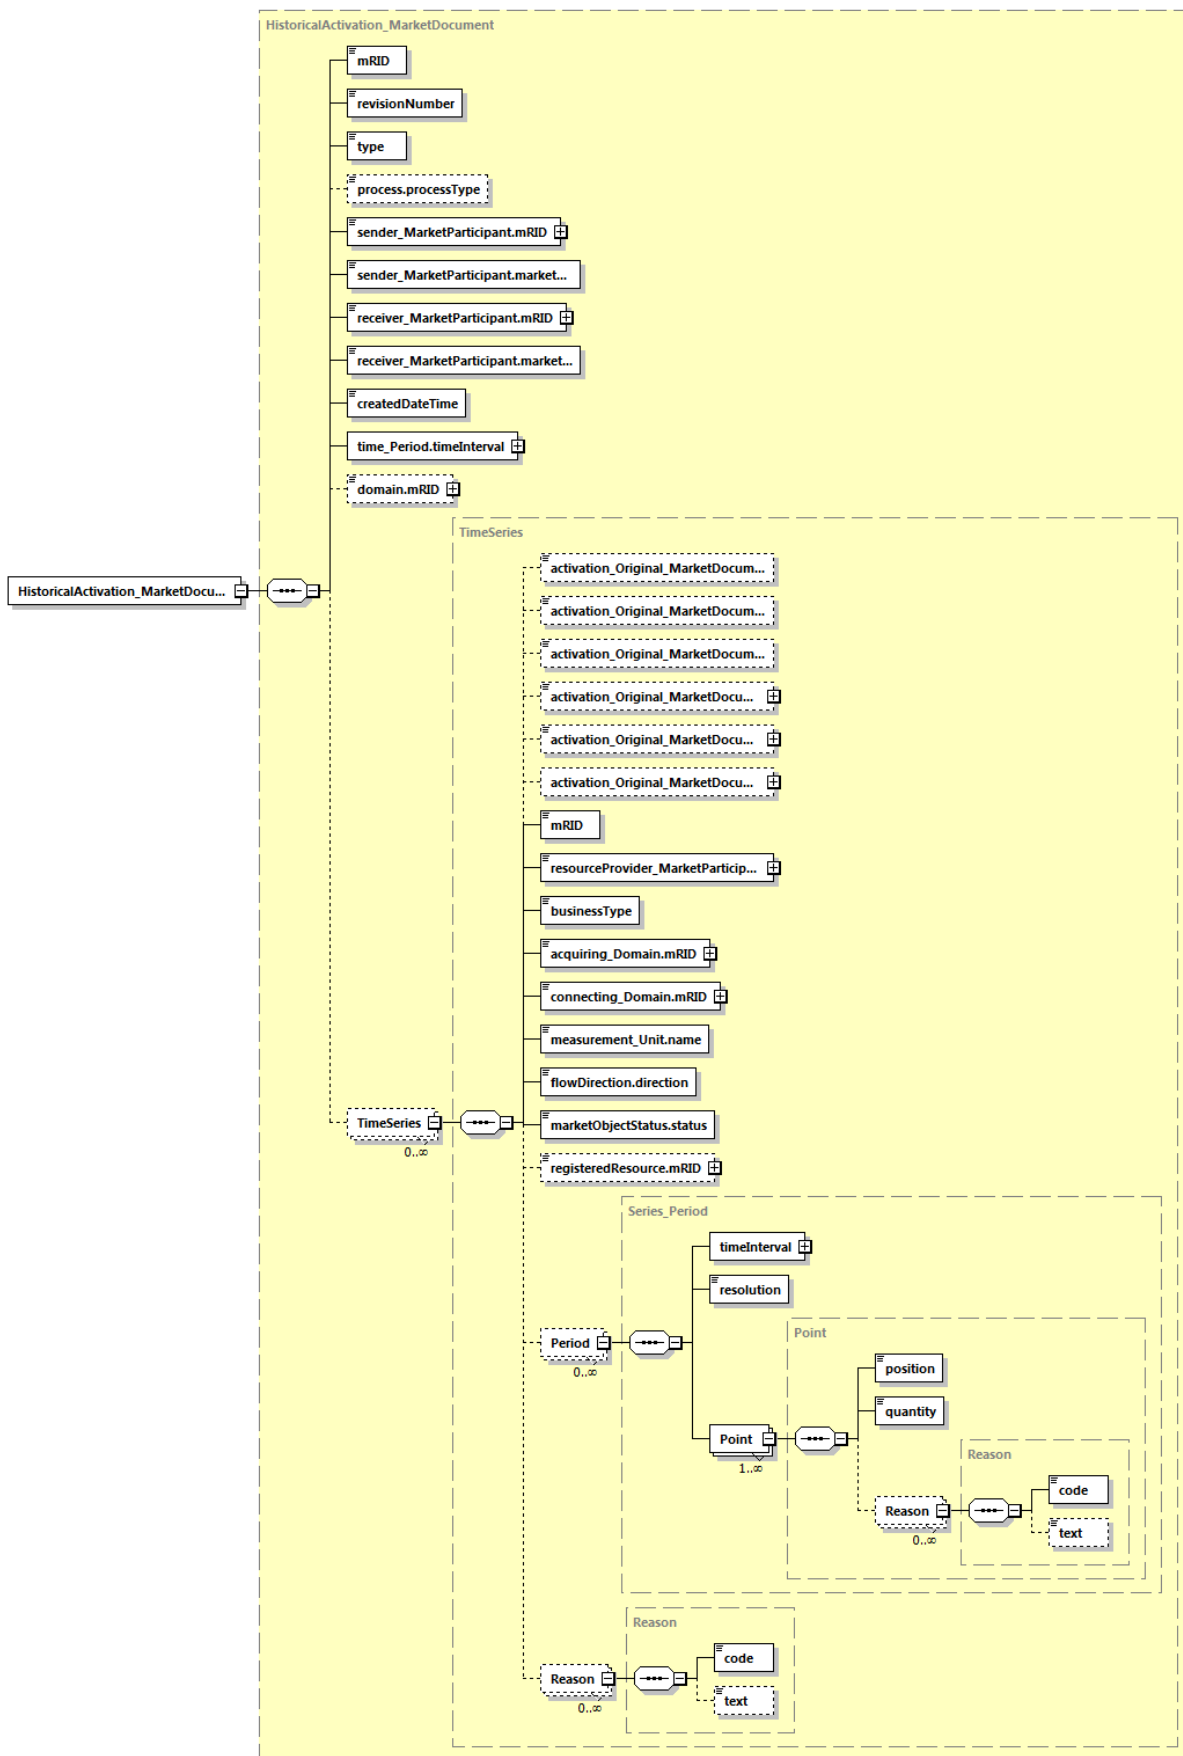 HistoricalActivation_MarketDocument
mRID
revisionNumber
type
process.processType
sender_MarketParticipant.mRID
sender_MarketParticipant.market...
receiver_MarketParticipant.mRID
receiver_MarketParticipant.market...
createdDateTime
time_Period.timeInterval
domain.mRID
TimeSeries
activation_Original_MarketDocum...
HistoricalActivation_MarketDocu...
activation_Original_MarketDocum...
activation_Original_MarketDocum...
activation_Original_MarketDocu...
activation_Original_MarketDocu...
activation_Original_MarketDocu...
mRID
resourceProvider_MarketParticip...
businessType
acquiring_Domain.mRID
connecting_Domain.mRID
measurement_Unit.name
flowDirection.direction
TimeSeries
0..∞
marketObjectStatus.status
registeredResource.mRID
Series_Period
timeInterval
resolution
Period
0..∞
Point
position
quantity
Point
1..∞
Reason
code
Reason
0..∞
text
Reason
code
Reason
0..∞
text